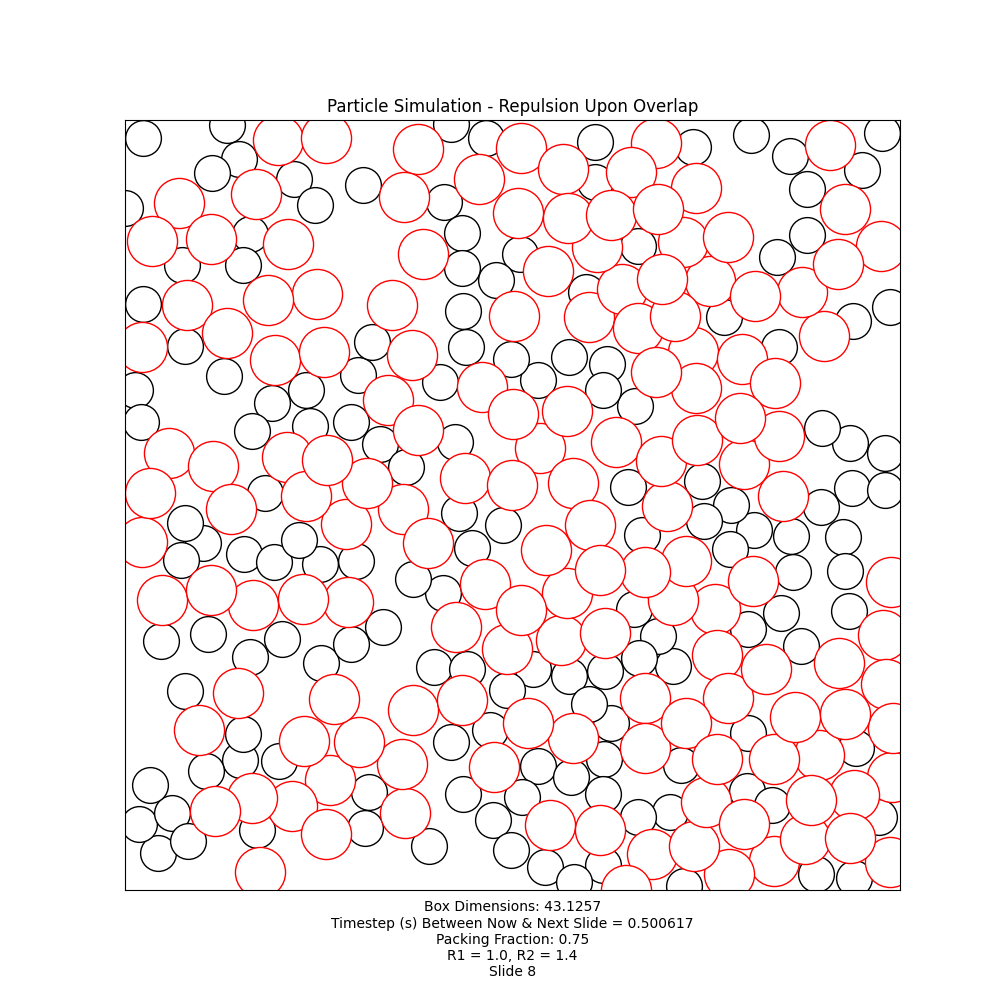 Particle Simulation - Repulsion Upon Overlap
Box Dimensions: 43.1257
Timestep (s) Between Now & Next Slide = 0.500617
Packing Fraction: 0.75
R1 = 1.0, R2 = 1.4
Slide 8